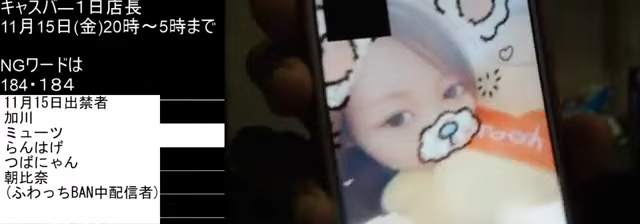 キャスバー1日店長
11月15日(金)20時～5時まで
NGワードは
184・１８４
11月15日出禁者
加川
ミューツ
らんはげ
つばにゃん
朝比奈
(ふわっちBAN中配信者)
rooh